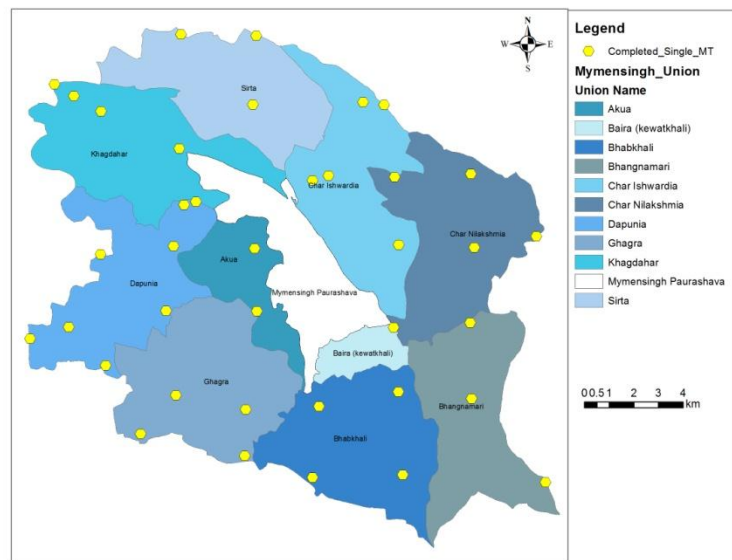 N
W
E
S
Sirta
Khagdahar
Char Ishwardia
Char Nilakshmia
Akua
Dapunia
Mymensingh Paurashava
Baira (kewatkhali)
Ghagra
Bhangnamari
Bhabkhali
Legend
Completed_Single_MT
Mymensingh_Union
Union Name
Akua
Baira (kewatkhali)
Bhabkhali
Bhangnamari
Char Ishwardia
Char Nilakshmia
Dapunia
Ghagra
Khagdahar
Mymensingh Paurashava
Sirta
0 0.5 1 2 3 4
km